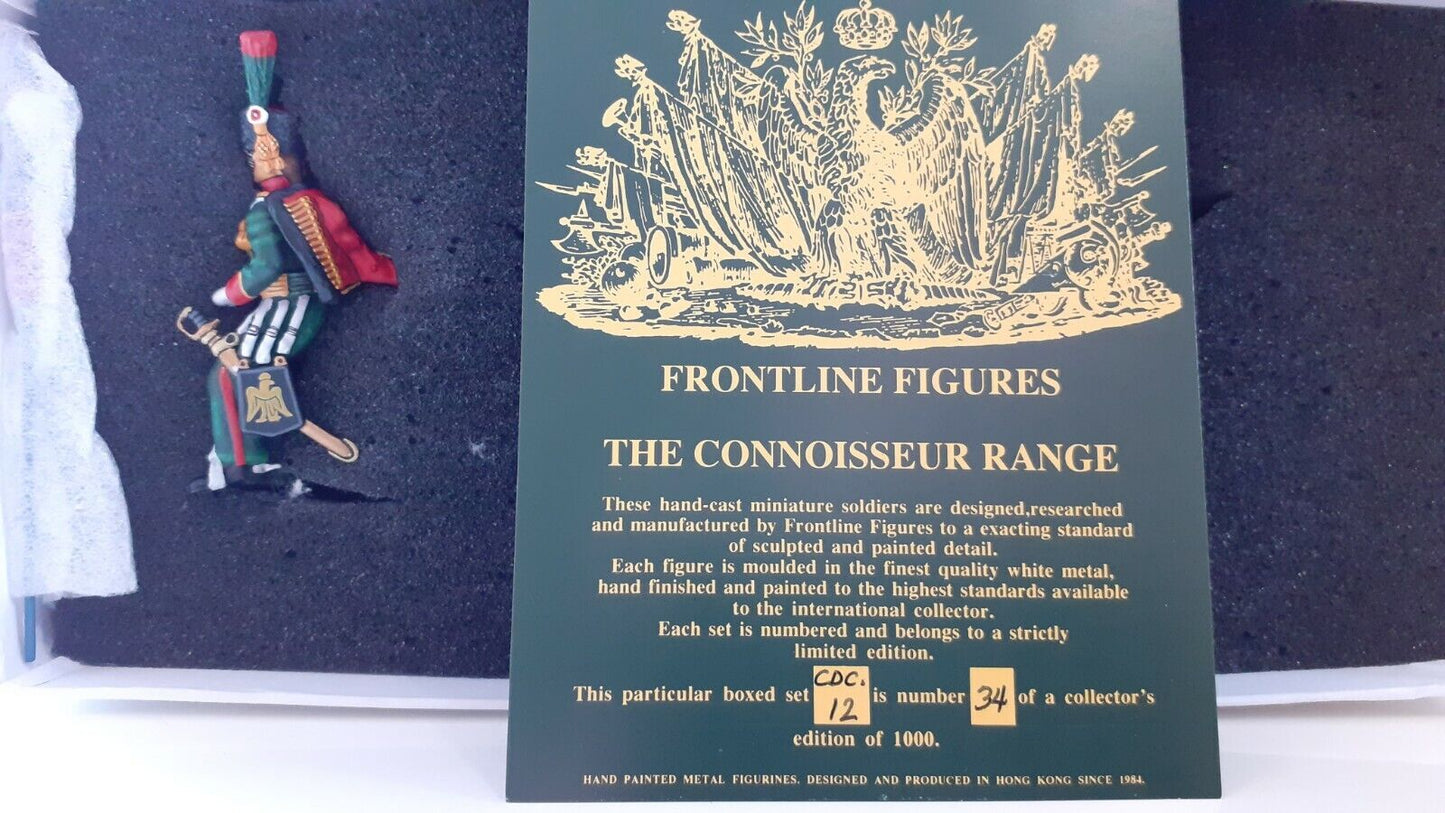 FRONTLINE FIGURES
THE CONNOISSEUR RANGE
These hand-cast miniature soldiers are designed,researched
and manufactured by Frontline Figures to a exacting standard
of sculpted and painted detail.
Each figure is moulded in the finest quality white metal,
hand finished and painted to the highest standards available
to the international collector.
Each set is numbered and belongs to a strictly
limited edition.
This particular boxed set CDC. 12 is number 34 of a collector's
edition of 1000.
HAND PAINTED METAL FIGURINES. DESIGNED AND PRODUCED IN HONG KONG SINCE 1984.